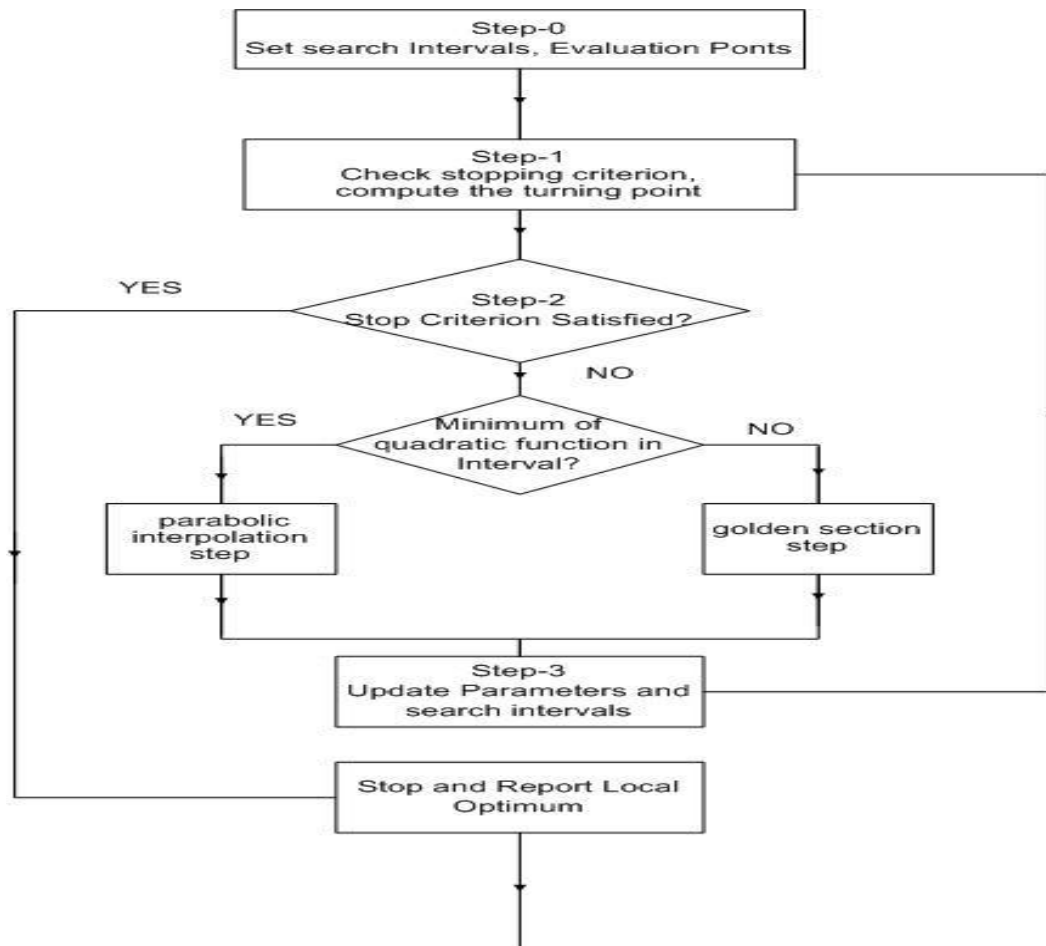 Step-0
Set search Intervals, Evaluation Ponts
Step-1
Check stopping criterion,
compute the turning point
YES
Step-2
Stop Criterion Satisfied?
NO
YES
Minimum of
quadratic function in
Interval?
NO
parabolic
interpolation
step
golden section
step
Step-3
Update Parameters and
search intervals
Stop and Report Local
Optimum